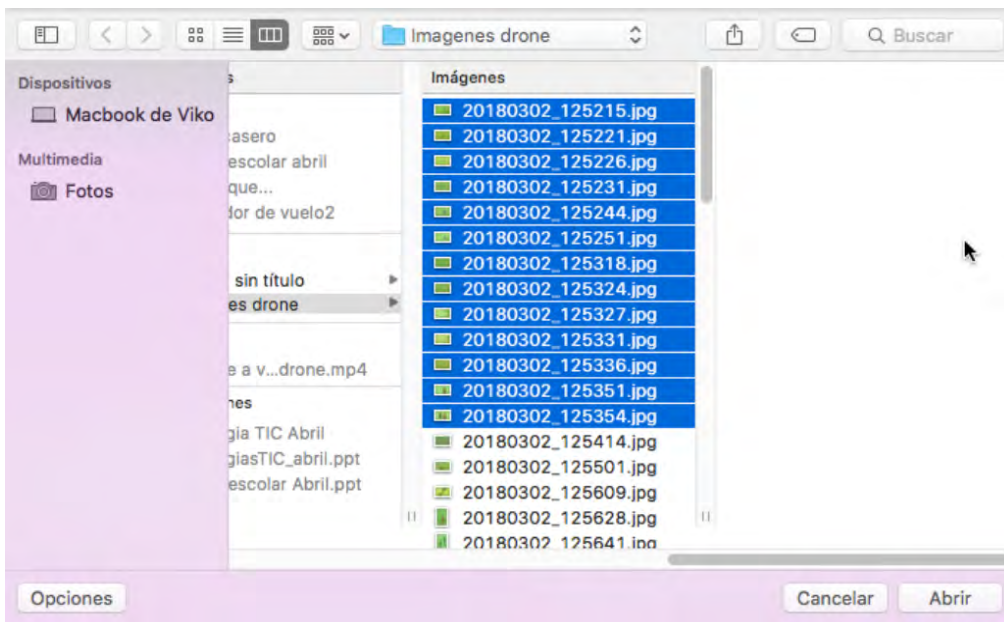 Imagenes drone
Buscar
Dispositivos
Macbook de Viko
Multimedia
Fotos
s
asero
escolar abril
que...
dor de vuelo2
sin título
es drone
e a v...drone.mp4
nes
gia TIC Abril
giasTIC_abril.ppt
escolar Abril.ppt
Imágenes
20180302_125215.jpg
20180302_125221.jpg
20180302_125226.jpg
20180302_125231.jpg
20180302_125244.jpg
20180302_125251.jpg
20180302_125318.jpg
20180302_125324.jpg
20180302_125327.jpg
20180302_125331.jpg
20180302_125336.jpg
20180302_125351.jpg
20180302_125354.jpg
20180302_125414.jpg
20180302_125501.jpg
20180302_125609.jpg
20180302_125628.jpg
20180302_125641.jpg
Opciones
Cancelar
Abrir